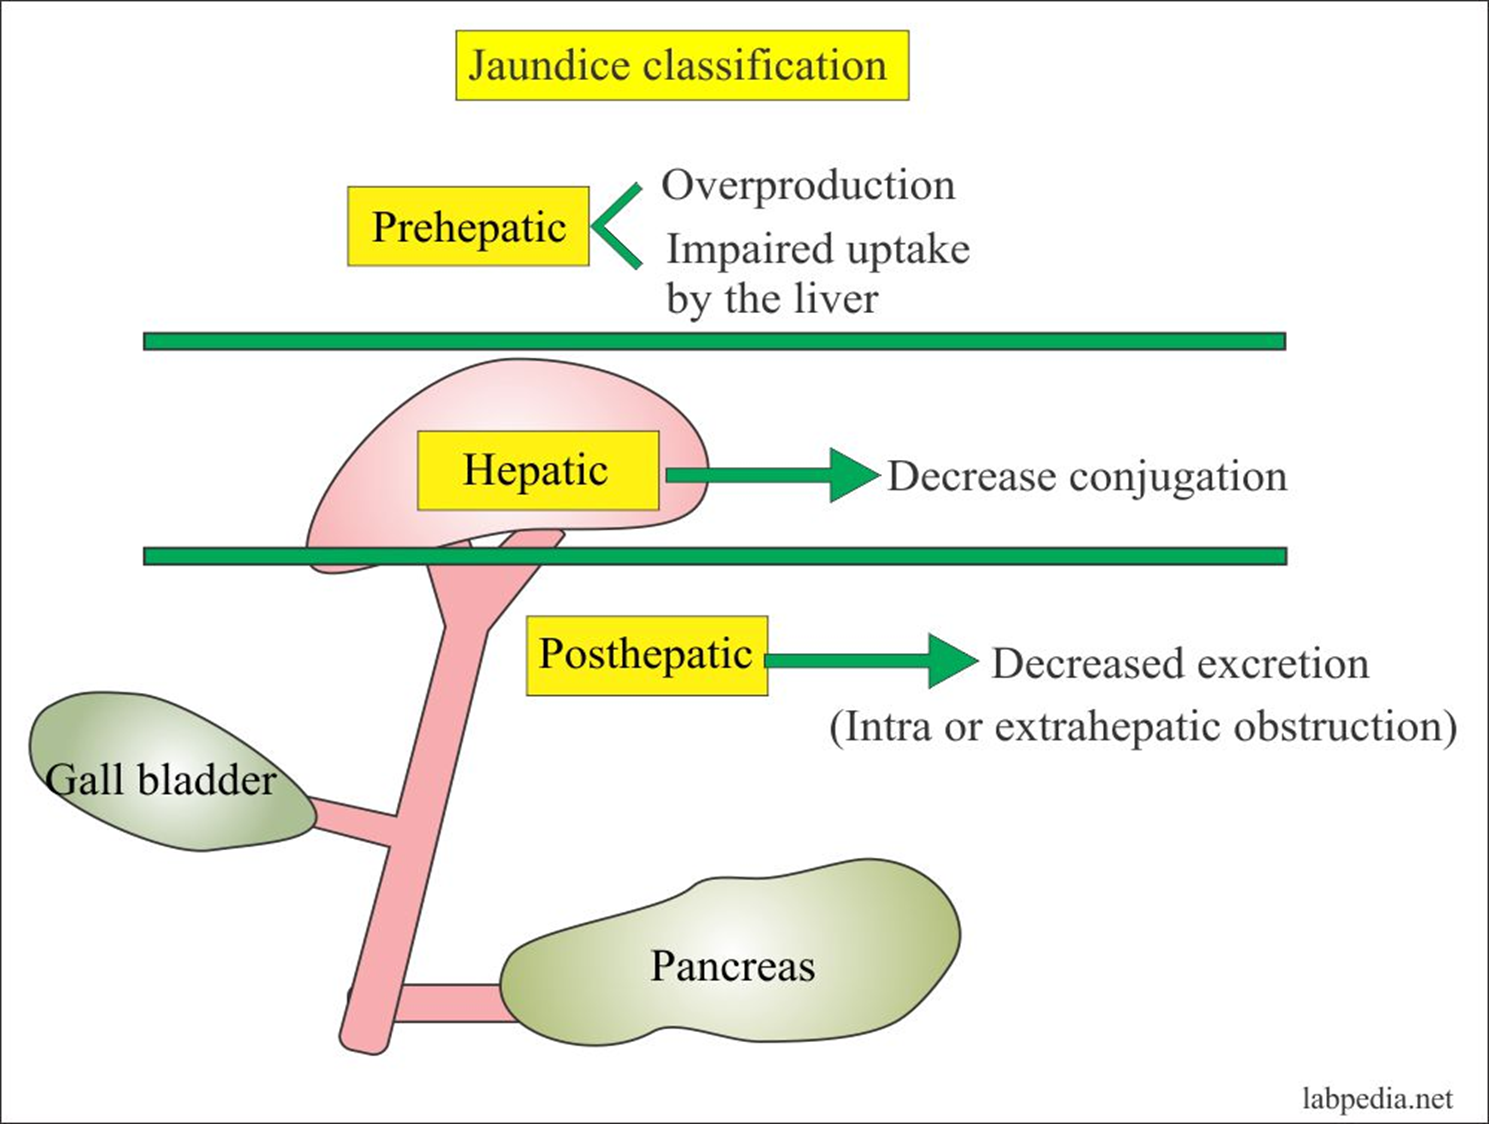 Jaundice classification
Prehepatic
Overproduction
Impaired uptake
by the liver
Hepatic
Decrease conjugation
Posthepatic
Decreased excretion
(Intra or extrahepatic obstruction)
Gall bladder
Pancreas
labpedia.net